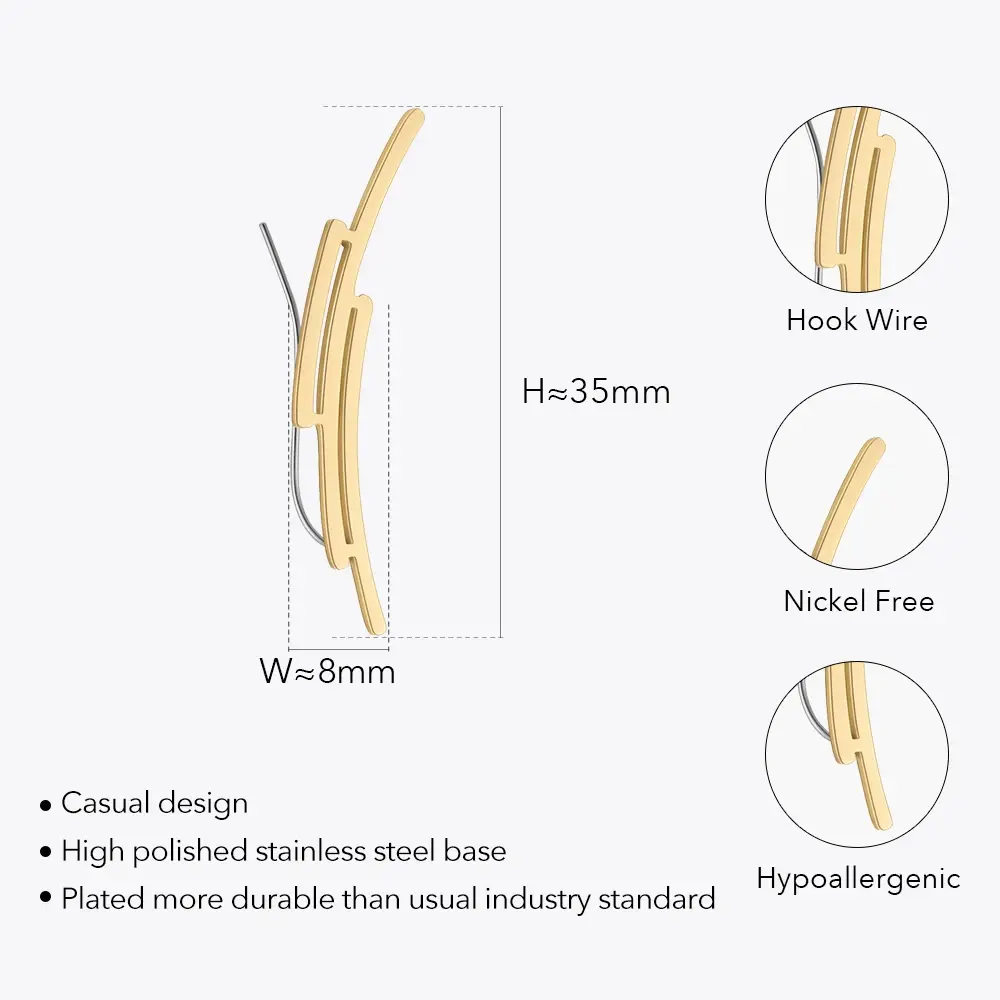 H≈35mm
W≈8mm
Hook Wire
Nickel Free
Hypoallergenic
• Casual design
• High polished stainless steel base
• Plated more durable than usual industry standard